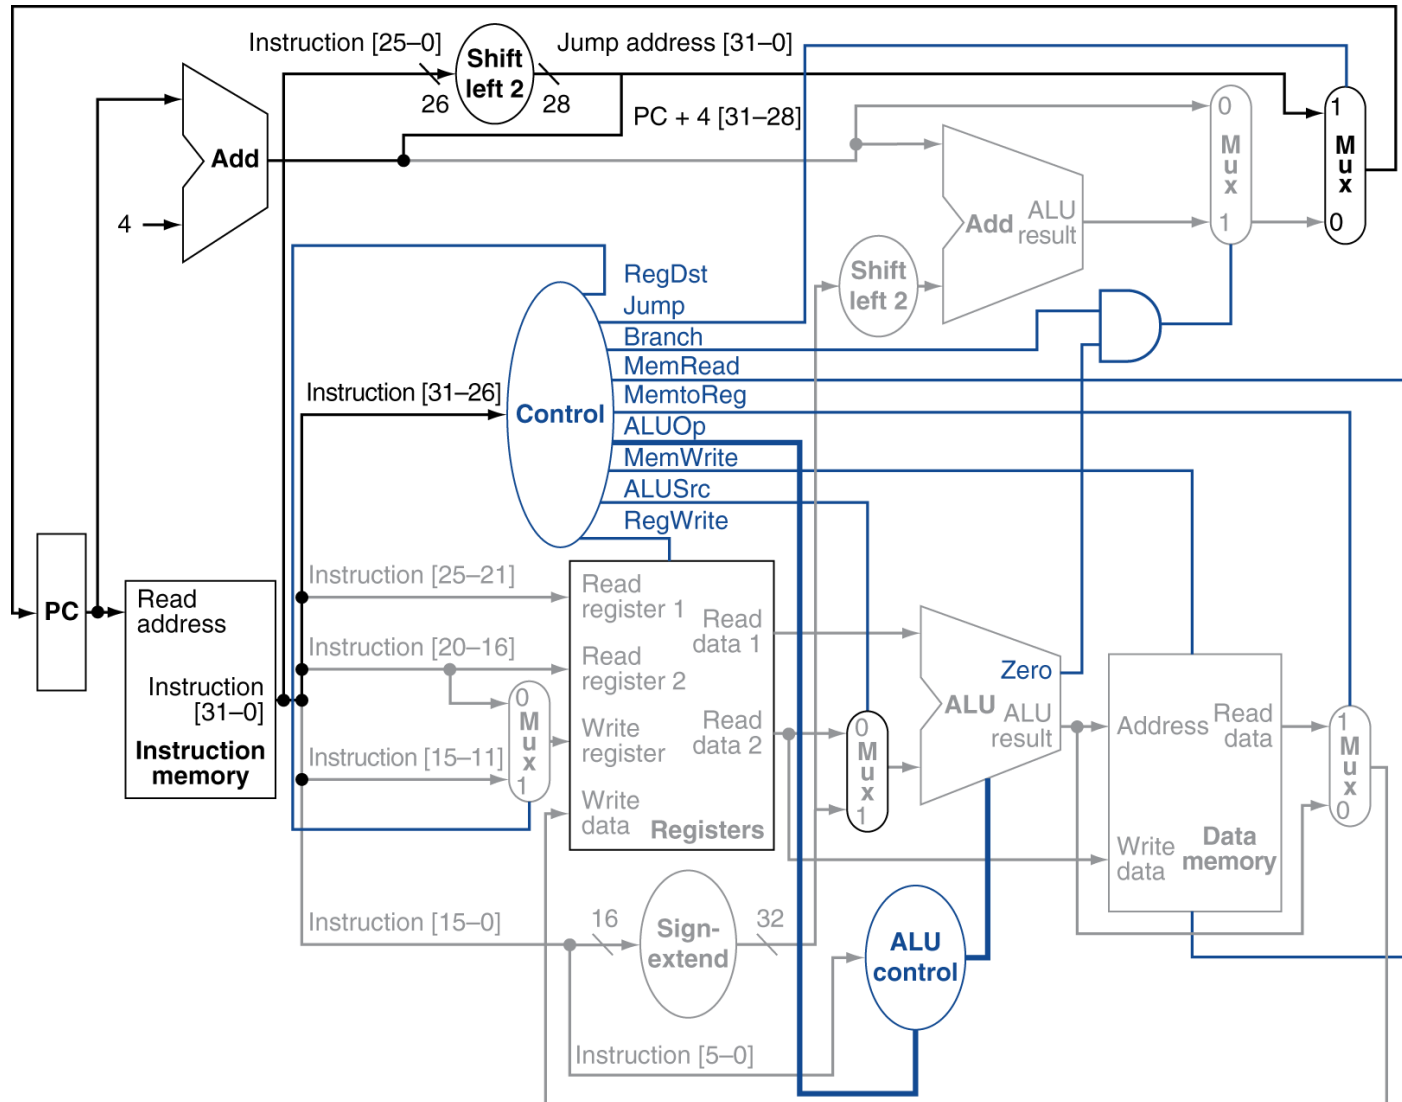 Instruction [25–0]
Shift
left 2
Jump address [31–0]
26
28
PC + 4 [31–28]
Add
4
0
M
u
x
1
1
M
u
x
0
Add
ALU
result
Shift
left 2
RegDst
Jump
Branch
MemRead
MemtoReg
ALUOp
MemWrite
ALUSrc
RegWrite
Instruction [31–26]
Control
PC
Read
address
Instruction
[31–0]
Instruction
memory
Instruction [25–21]
Instruction [20–16]
Instruction [15–11]
0
M
u
x
1
Read
register 1
Read
register 2
Write
register
Write
data
Read
data 1
Read
data 2
Registers
0
M
u
x
1
Zero
ALU
ALU
result
Address
Read
data
Write
data
Data
memory
1
M
u
x
0
Instruction [15–0]
16
Sign-
extend
32
ALU
control
Instruction [5–0]